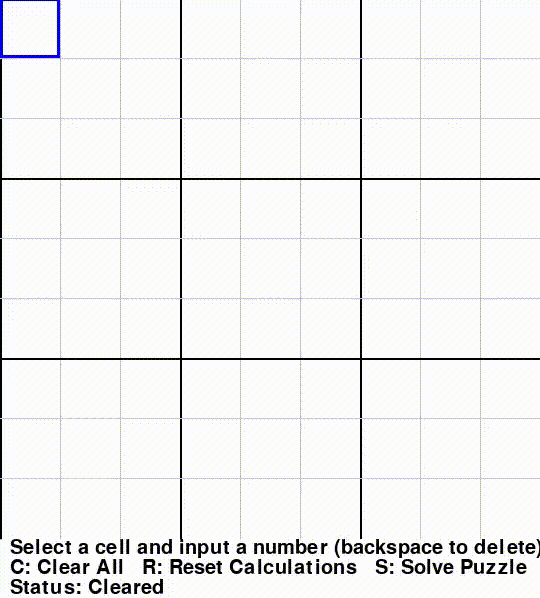 Select a cell and input a number (backspace to delete)
C: Clear All R: Reset Calculations S: Solve Puzzle
Status: Cleared